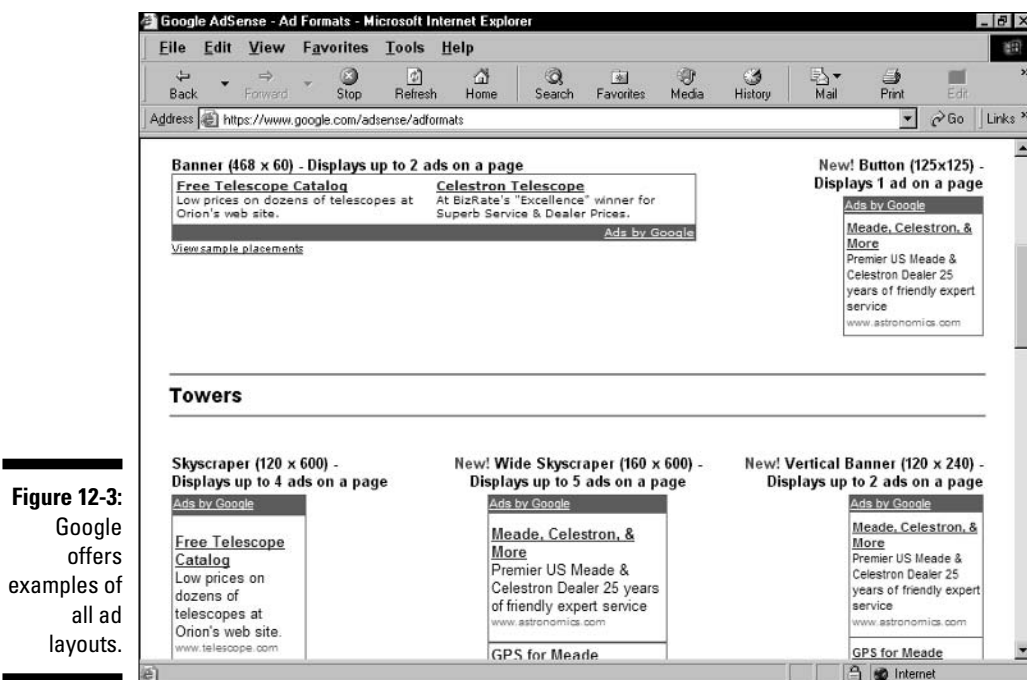 Google AdSense - Ad Formats - Microsoft Internet Explorer
File Edit View Favorites Tools Help
Back Forward Stop Refresh Home Search Favorites Media History Mail Print Edit
Address https://www.google.com/adsense/adformats Go Links
Banner (468 x 60) - Displays up to 2 ads on a page
Free Telescope Catalog
Low prices on dozens of telescopes at
Orion's web site.
Celestron Telescope
At BizRate's "Excellence" winner for
Superb Service & Dealer Prices.
Ads by Google
View sample placements
New! Button (125x125) -
Displays 1 ad on a page
Ads by Google
Meade, Celestron, &
More
Premier US Meade &
Celestron Dealer 25
years of friendly expert
service
www.astronomics.com
Towers
Skyscraper (120 x 600) -
Displays up to 4 ads on a page
Ads by Google
Free Telescope
Catalog
Low prices on
dozens of
telescopes at
Orion's web site.
www.telescope.com
New! Wide Skyscraper (160 x 600) -
Displays up to 5 ads on a page
Ads by Google
Meade, Celestron, &
More
Premier US Meade &
Celestron Dealer 25 years
of friendly expert service
www.astronomics.com
GPS for Meade
New! Vertical Banner (120 x 240) -
Displays up to 2 ads on a page
Ads by Google
Meade, Celestron, &
More
Premier US Meade &
Celestron Dealer 25
years of friendly expert
service
www.astronomics.com
GPS for Meade
Internet
Figure 12-3:
Google
offers
examples of
all ad
layouts.